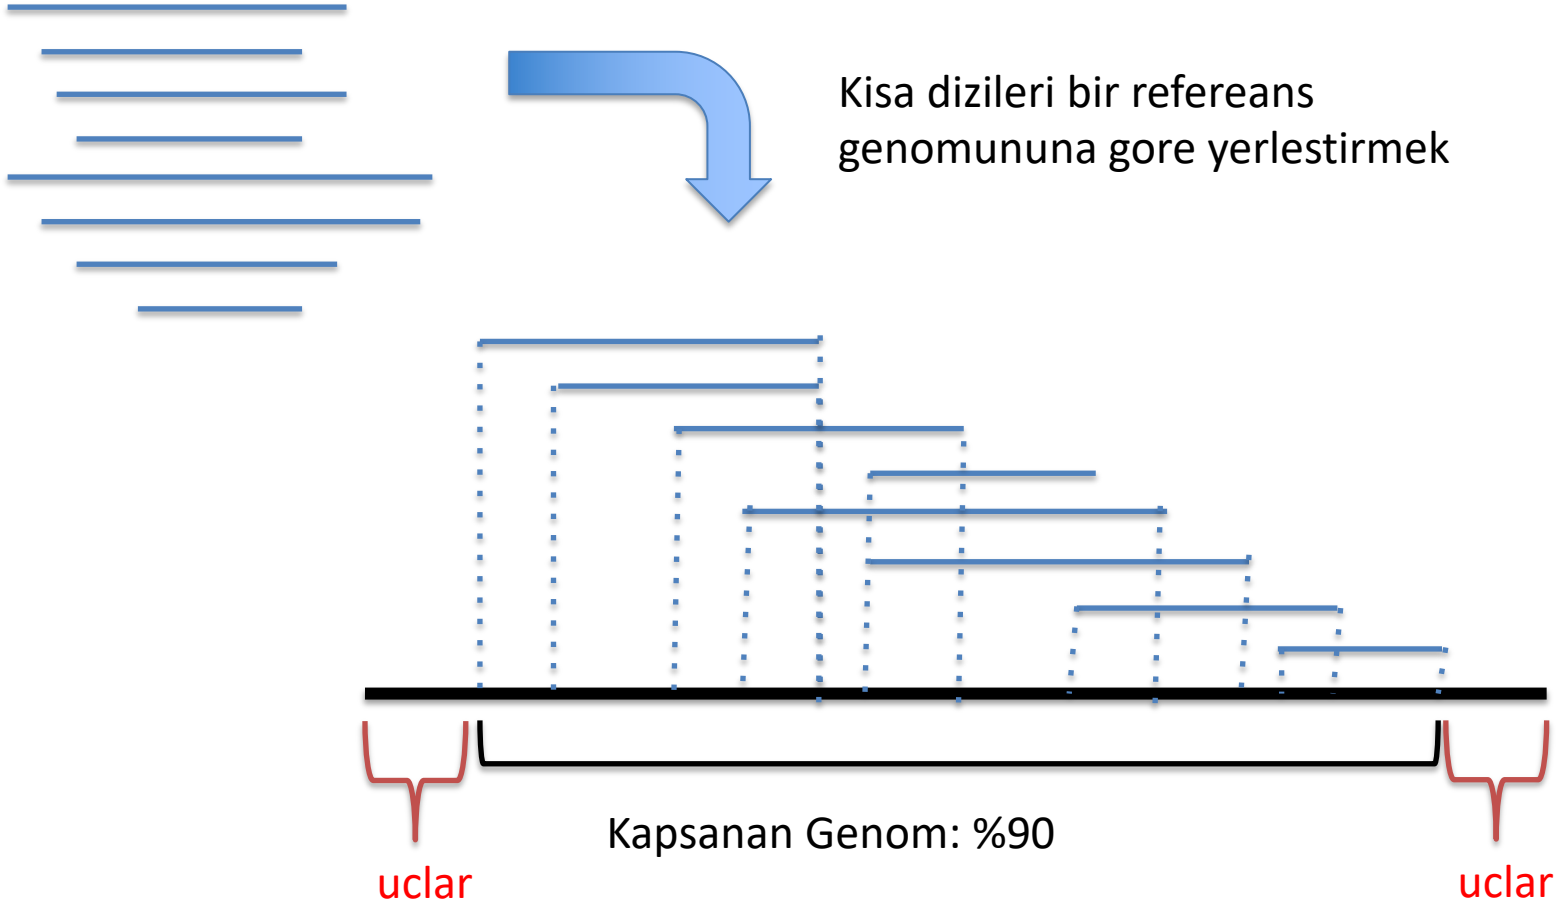 Kisa dizileri bir refereans
genomununa gore yerlestirmek
Kapsanan Genom: %90
uclar
uclar